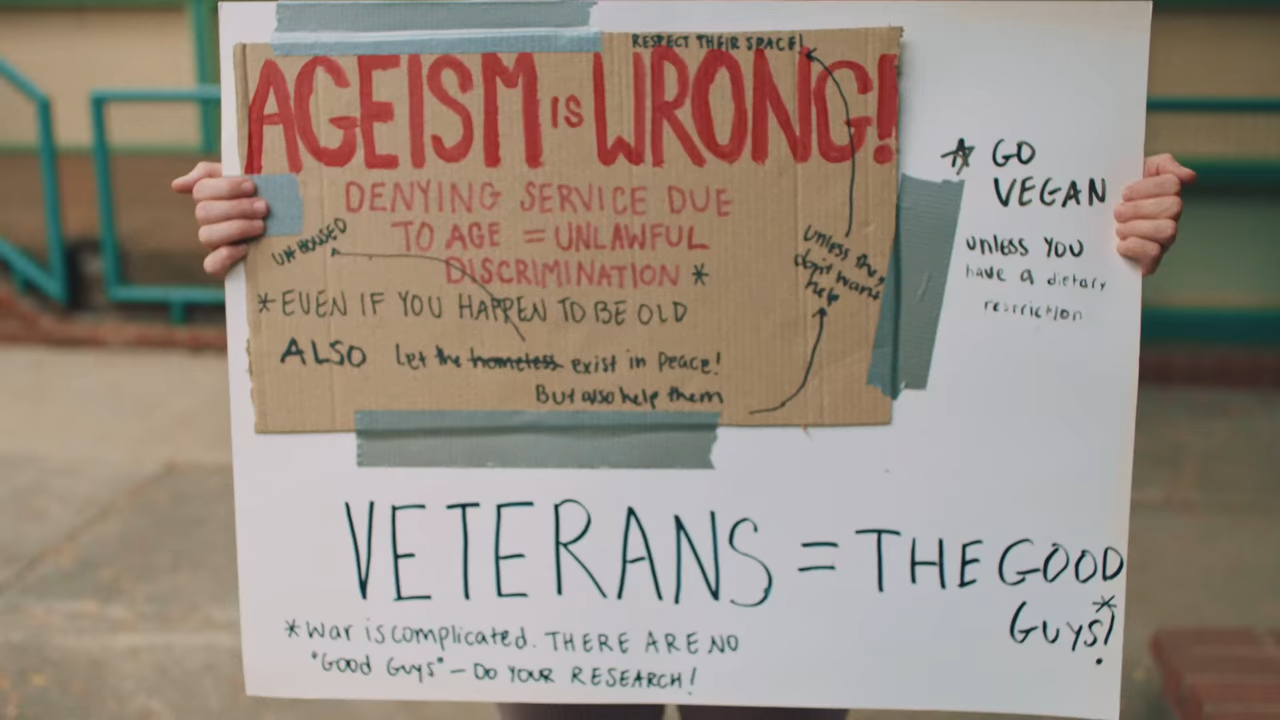 RESPECT THEIR SPACE!
AGEISM IS WRONG!
DENYING SERVICE DUE
TO AGE = UNLAWFUL
DISCRIMINATION *
UNHOUSED
* EVEN IF YOU HAPPEN TO BE OLD
ALSO Let the homeless exist in peace!
But also help them
unless they
don't want
help
* GO
VEGAN
unless you
have a dietary
restriction
VETERANS = THE GOOD
GUYS!*
* War is complicated. THERE ARE NO
"Good Guys" – DO YOUR RESEARCH!